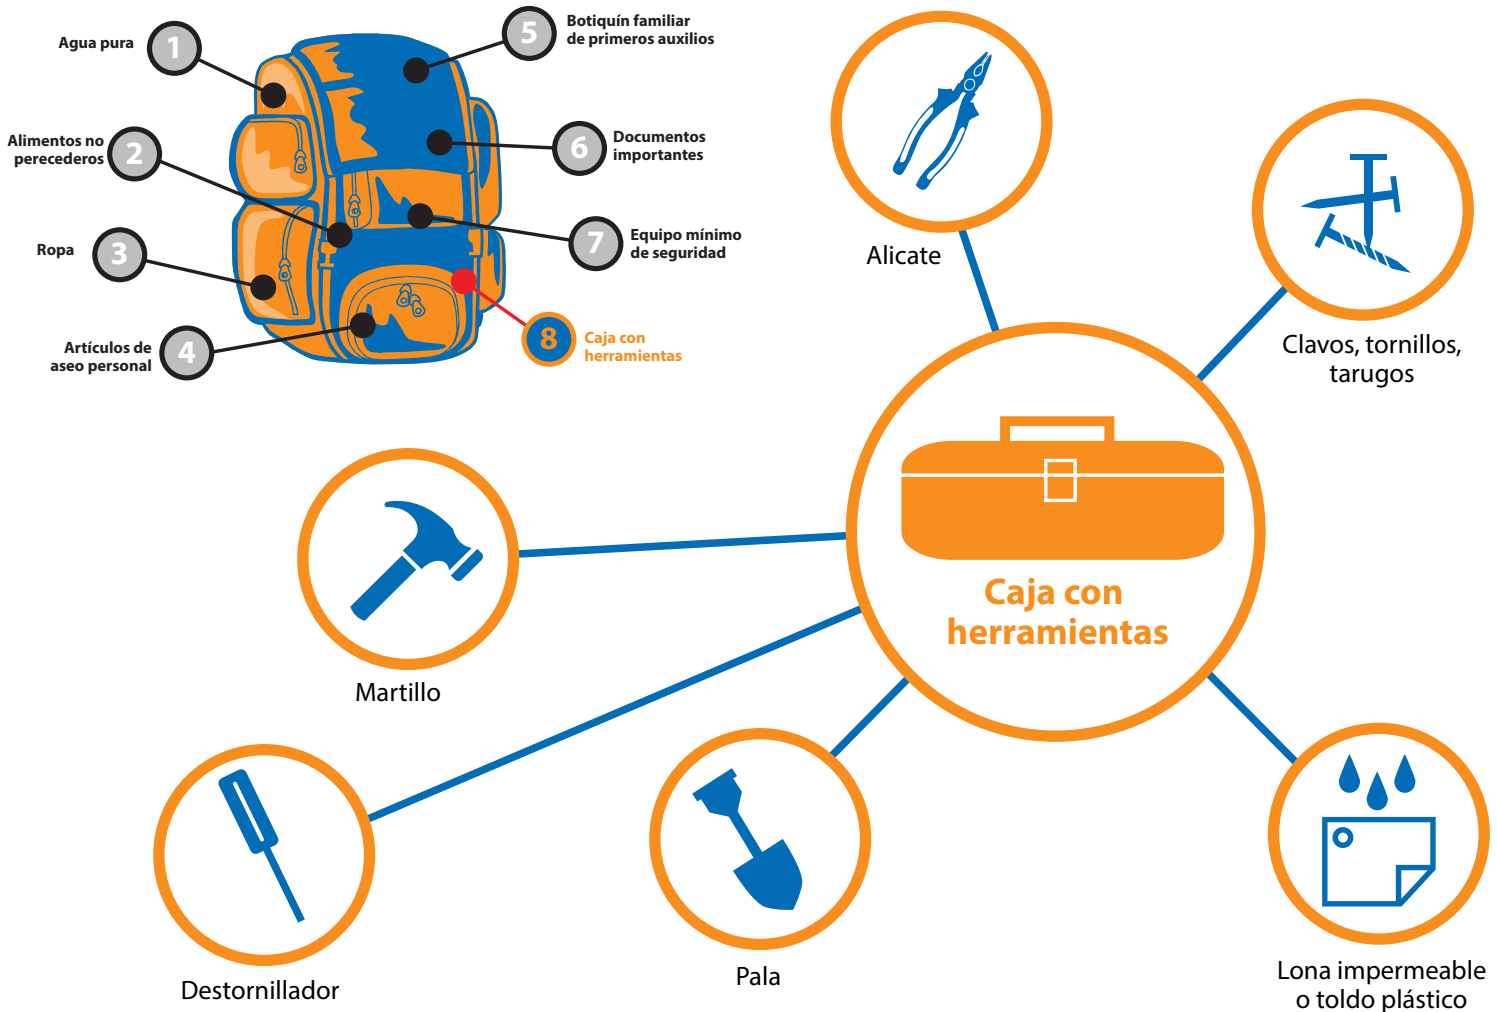 1
Agua pura
2
Alimentos no
perecederos
3
Ropa
4
Artículos de
aseo personal
5
Botiquín familiar
de primeros auxilios
6
Documentos
importantes
7
Equipo mínimo
de seguridad
8
Caja con
herramientas
Alicate
Clavos, tornillos,
tarugos
Caja con
herramientas
Martillo
Destornillador
Pala
Lona impermeable
o toldo plástico